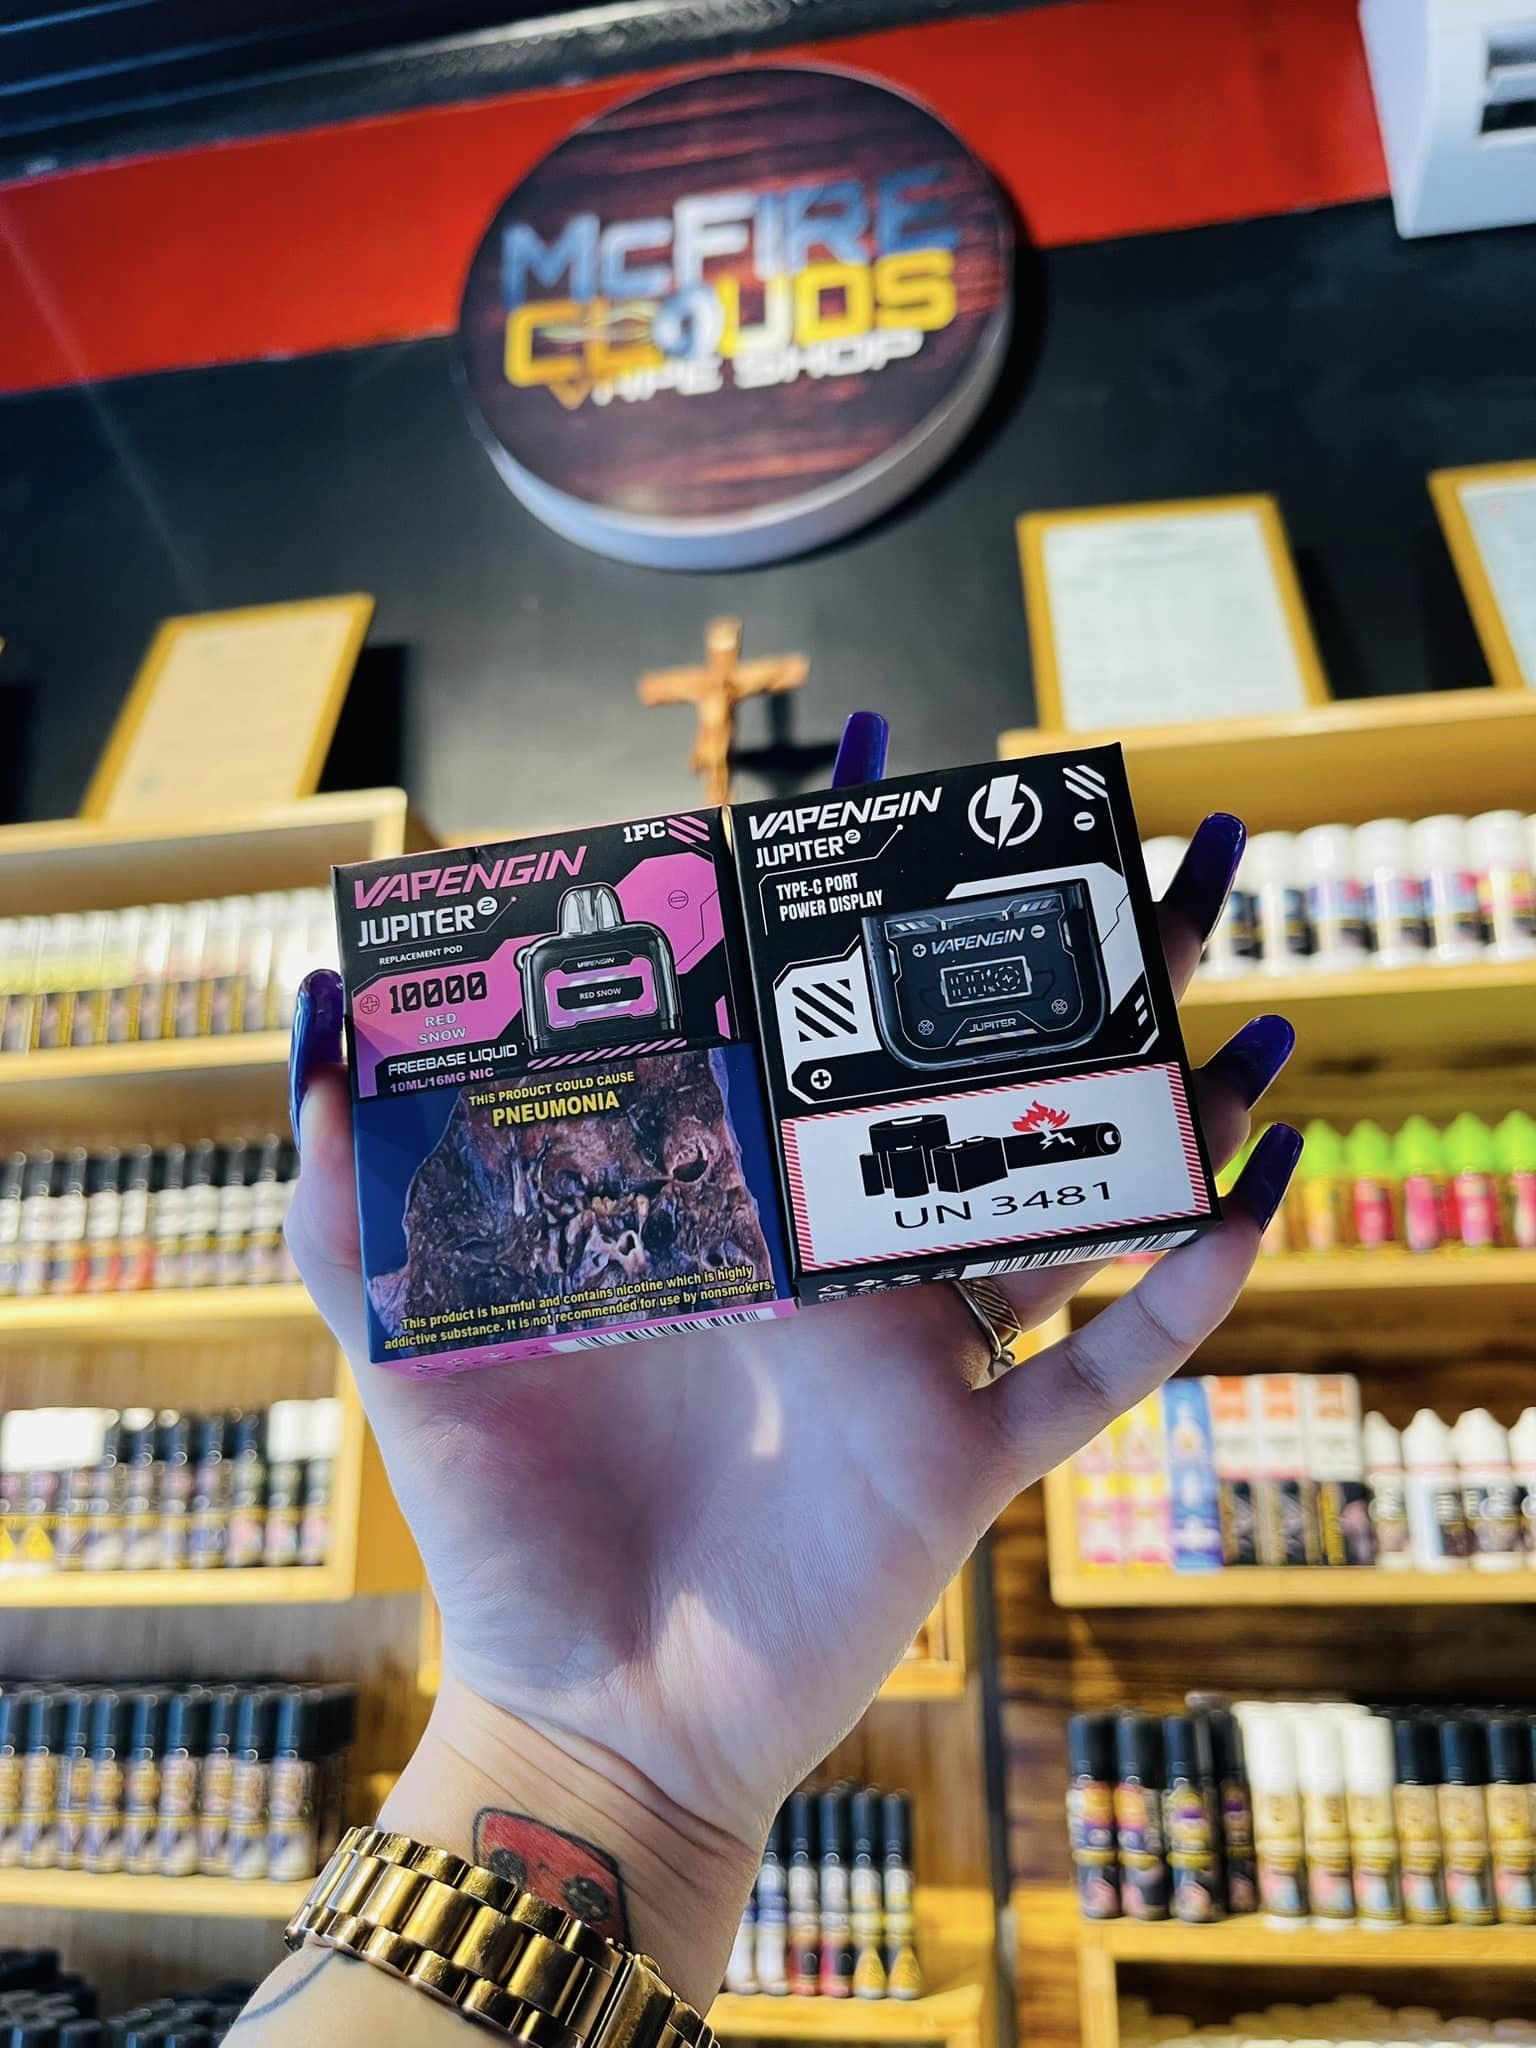 McFIRE
CLOUDS
VAPE SHOP
VAPENGIN
1PC
JUPITER 2
REPLACEMENT POD
10000
RED
SNOW
FREEBASE LIQUID
10ML/16MG NIC
VAPENGIN
RED SNOW
THIS PRODUCT COULD CAUSE
PNEUMONIA
This product is harmful and contains nicotine which is highly
addictive substance. It is not recommended for use by nonsmokers.
VAPENGIN
JUPITER 2
TYPE-C PORT
POWER DISPLAY
VAPENGIN
JUPITER
UN 3481